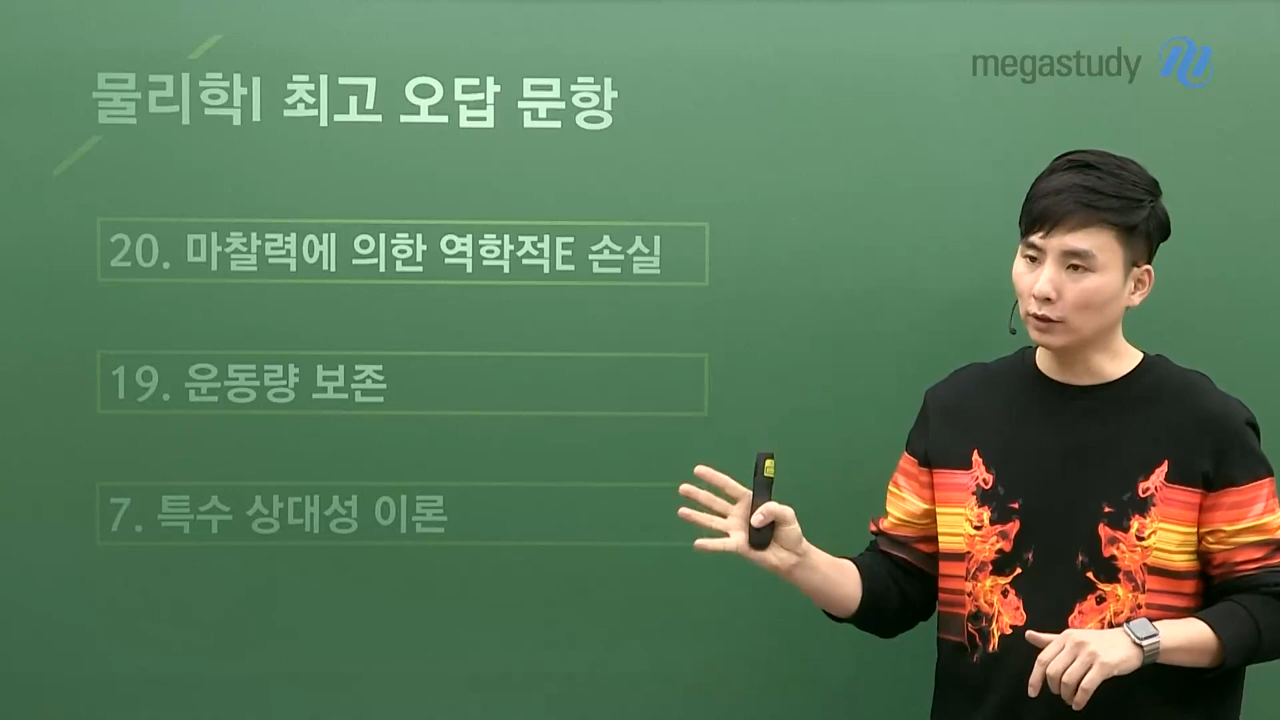 megastudy
물리학I 최고 오답 문항
20. 마찰력에 의한 역학적E 손실
19. 운동량 보존
7. 특수 상대성 이론